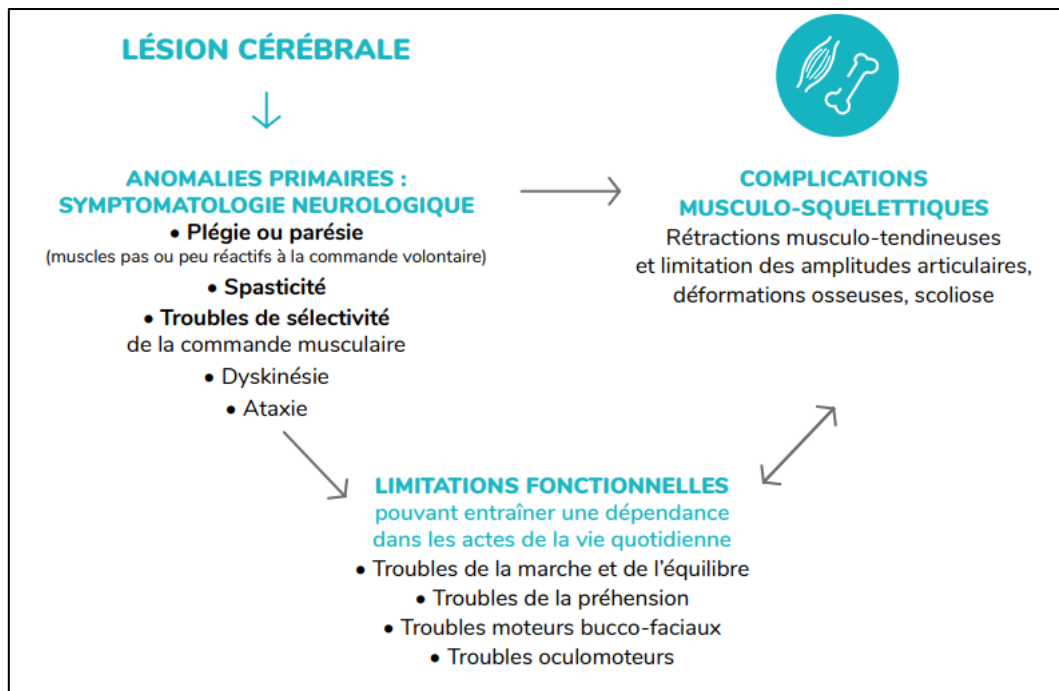 LÉSION CÉRÉBRALE
ANOMALIES PRIMAIRES :
SYMPTOMATOLOGIE NEUROLOGIQUE
• Plégie ou parésie
(muscles pas ou peu réactifs à la commande volontaire)
• Spasticité
• Troubles de sélectivité
de la commande musculaire
• Dyskinésie
• Ataxie
COMPLICATIONS
MUSCULO-SQUELETTIQUES
Rétractions musculo-tendineuses
et limitation des amplitudes articulaires,
déformations osseuses, scoliose
LIMITATIONS FONCTIONNELLES
pouvant entraîner une dépendance
dans les actes de la vie quotidienne
• Troubles de la marche et de l’équilibre
• Troubles de la préhension
• Troubles moteurs bucco-faciaux
• Troubles oculomoteurs